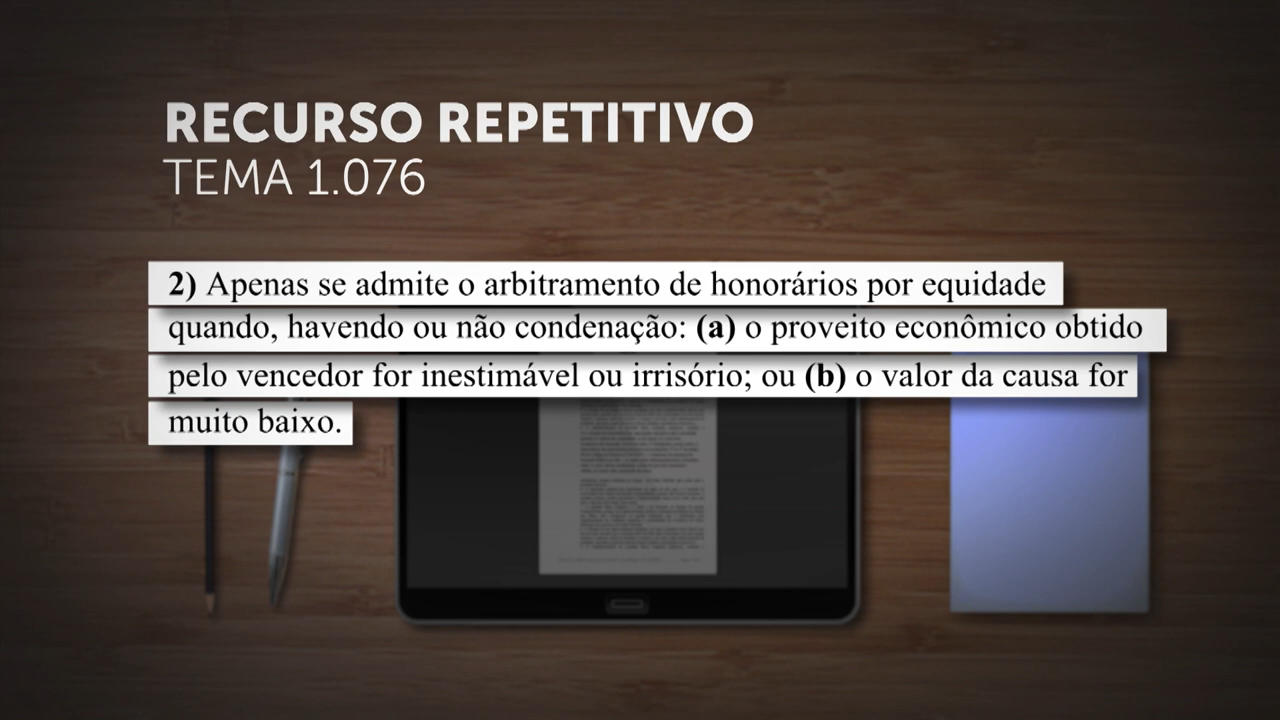 RECURSO REPETITIVO
TEMA 1.076
2) Apenas se admite o arbitramento de honorários por equidade
quando, havendo ou não condenação: (a) o proveito econômico obtido
pelo vencedor for inestimável ou irrisório; ou (b) o valor da causa for
muito baixo.